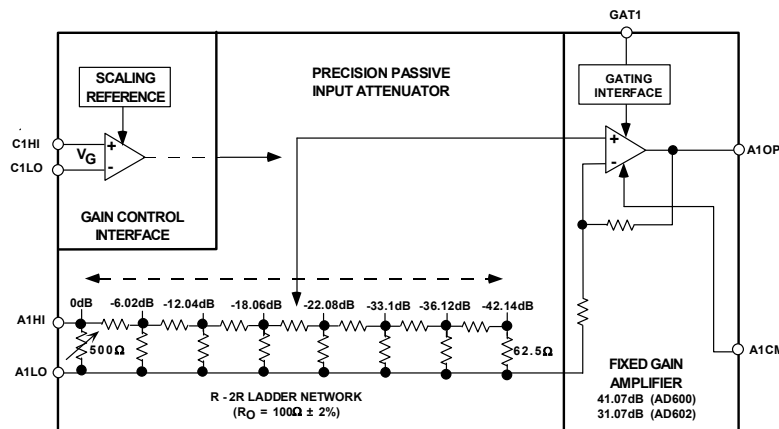 GAT1
SCALING
REFERENCE
PRECISION PASSIVE
INPUT ATTENUATOR
GATING
INTERFACE
C1HI
C1LO
VG
+
-
+
-
A1OP
GAIN CONTROL
INTERFACE
0dB
-6.02dB
-12.04dB
-18.06dB
-22.08dB
-33.1dB
-36.12dB
-42.14dB
A1HI
A1LO
500Ω
62.5Ω
A1CM
R - 2R LADDER NETWORK
(RO = 100Ω ± 2%)
FIXED GAIN
AMPLIFIER
41.07dB (AD600)
31.07dB (AD602)